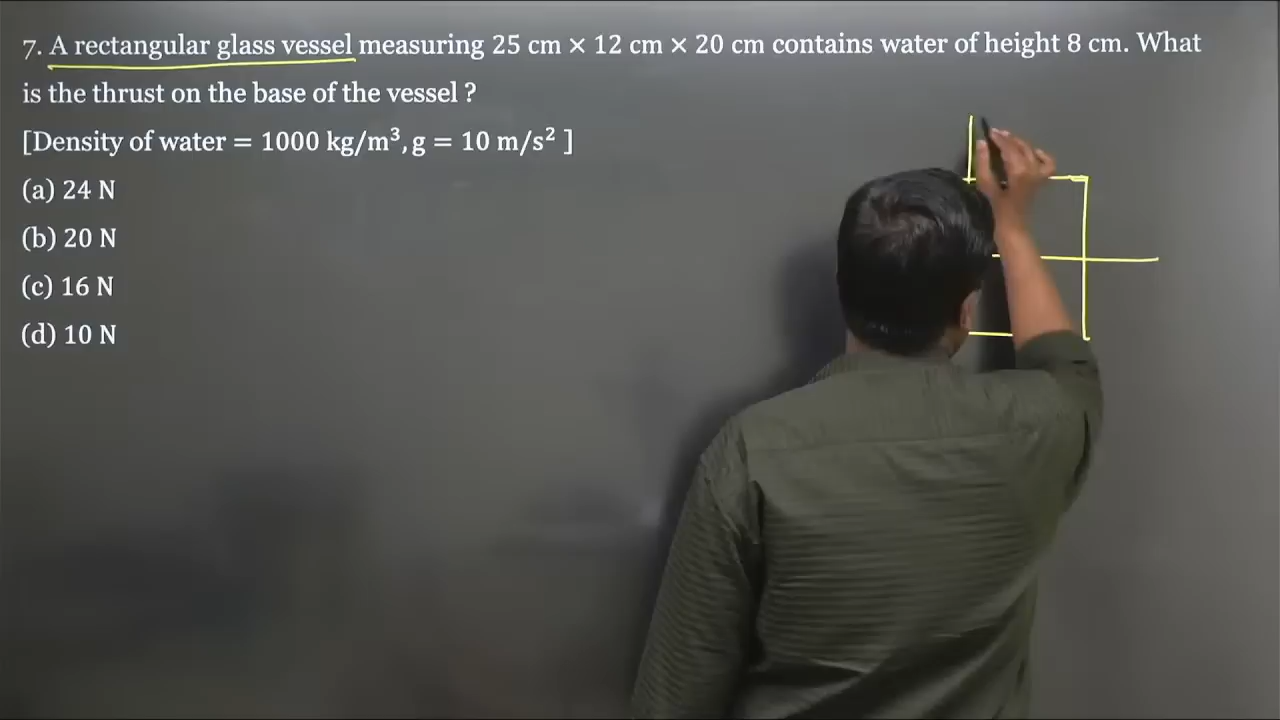 7. A rectangular glass vessel measuring 25 cm × 12 cm × 20 cm contains water of height 8 cm. What
is the thrust on the base of the vessel ?
[Density of water = 1000 kg/m³, g = 10 m/s² ]
(a) 24 N
(b) 20 N
(c) 16 N
(d) 10 N